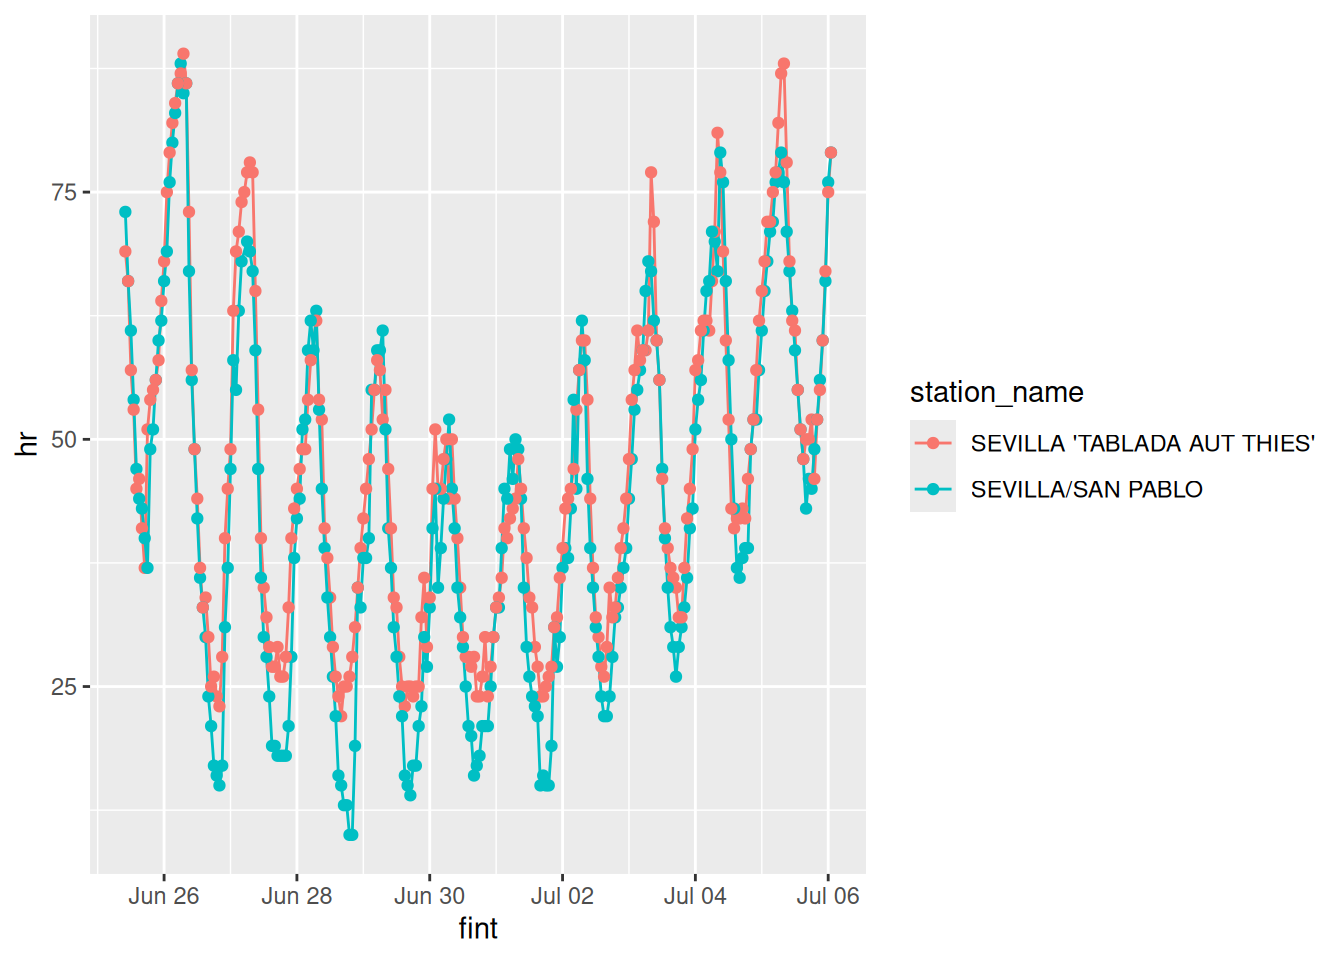 hr
75
50
25
Jun 26 Jun 28 Jun 30 Jul 02 Jul 04 Jul 06
fint
station_name
SEVILLA 'TABLADA AUT THIES'
SEVILLA/SAN PABLO